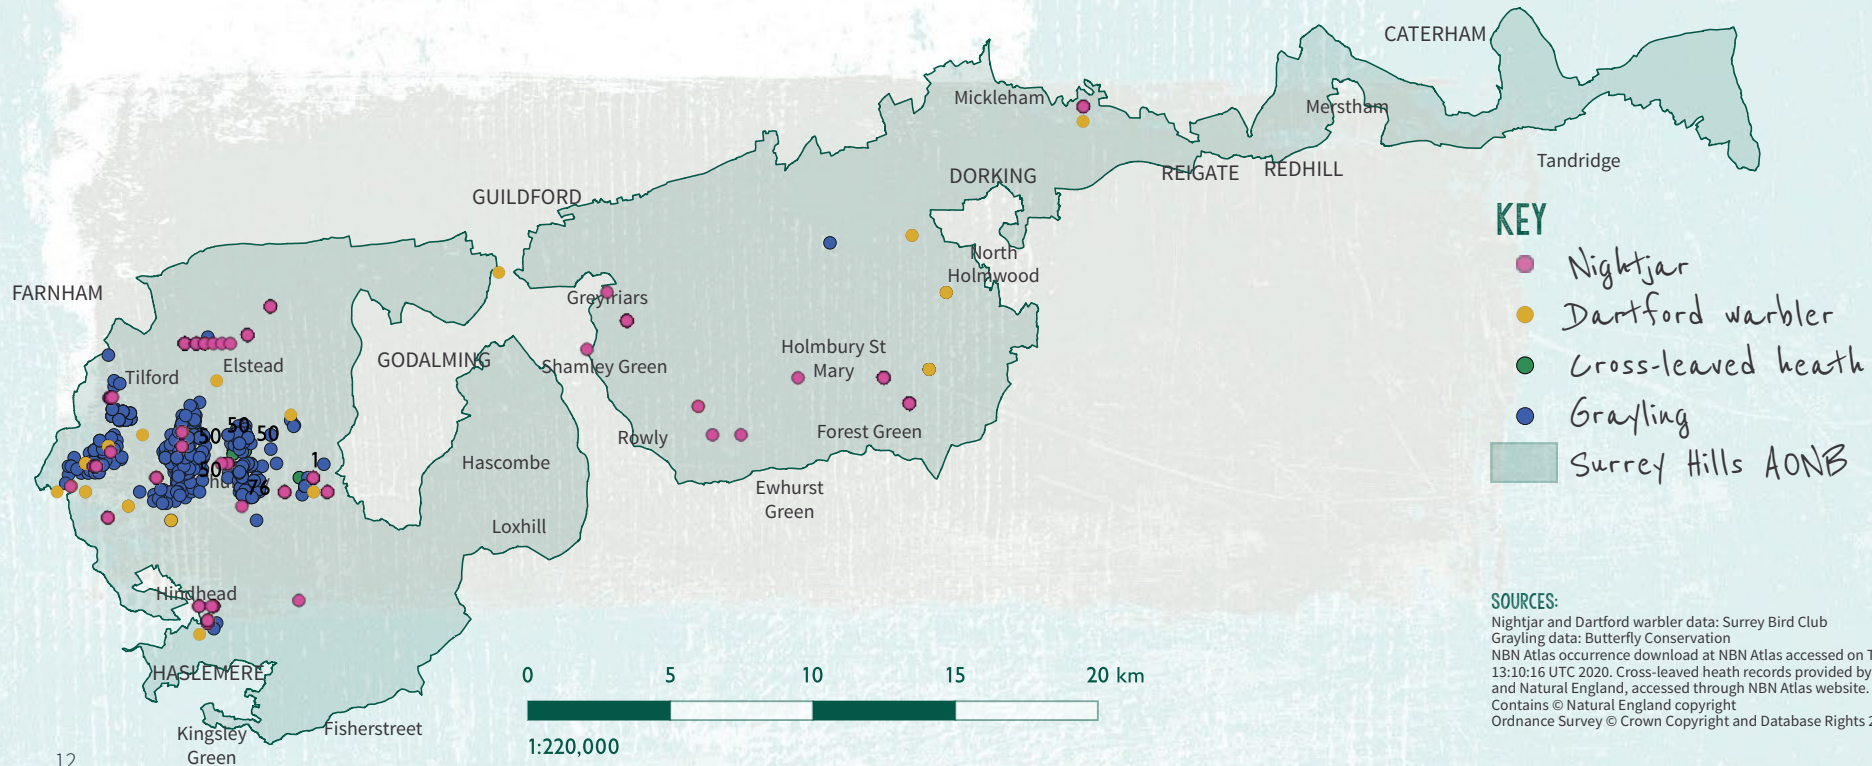 CATERHAM
Mickleham
Merstham
Tandridge
DORKING
REIGATE
REDHILL
GUILDFORD
KEY
Nightjar
Dartford warbler
Cross-leaved heath
Grayling
Surrey Hills AONB
North
Holmwood
FARNHAM
Greyfriars
Elstead
Tilford
GODALMING
Shamley Green
Holmbury St
Mary
50
50
50
50
1
76
Rowly
Forest Green
Hascombe
Ewhurst
Green
Loxhill
Hindhead
HASLEMERE
Kingsley
Green
Fisherstreet
0 5 10 15 20 km
1:220,000
SOURCES:
Nightjar and Dartford warbler data: Surrey Bird Club
Grayling data: Butterfly Conservation
NBN Atlas occurrence download at NBN Atlas accessed on T
13:10:16 UTC 2020. Cross-leaved heath records provided by
and Natural England, accessed through NBN Atlas website.
Contains © Natural England copyright
Ordnance Survey © Crown Copyright and Database Rights 2
12